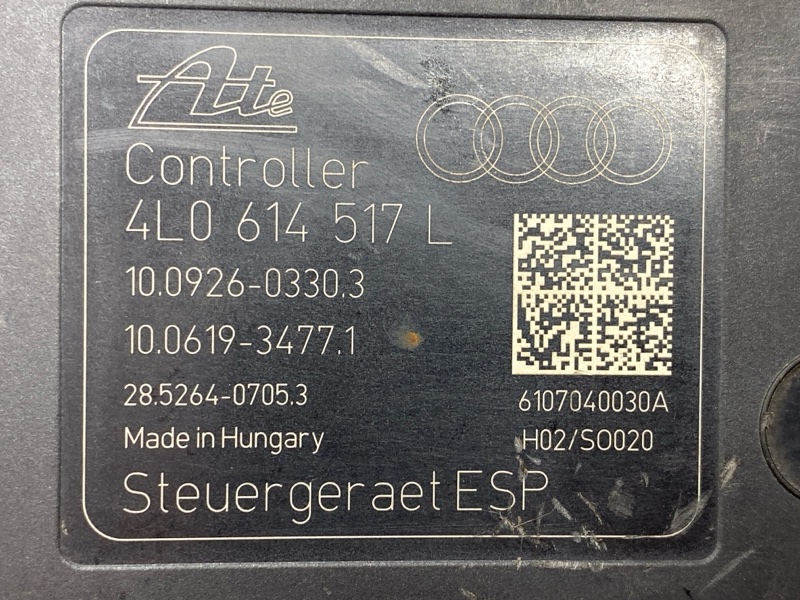 Ate
Controller
4L0 614 517 L
10.0926-0330.3
10.0619-3477.1
28.5264-0705.3
6107040030A
Made in Hungary
H02/SO020
Steuergeraet ESP